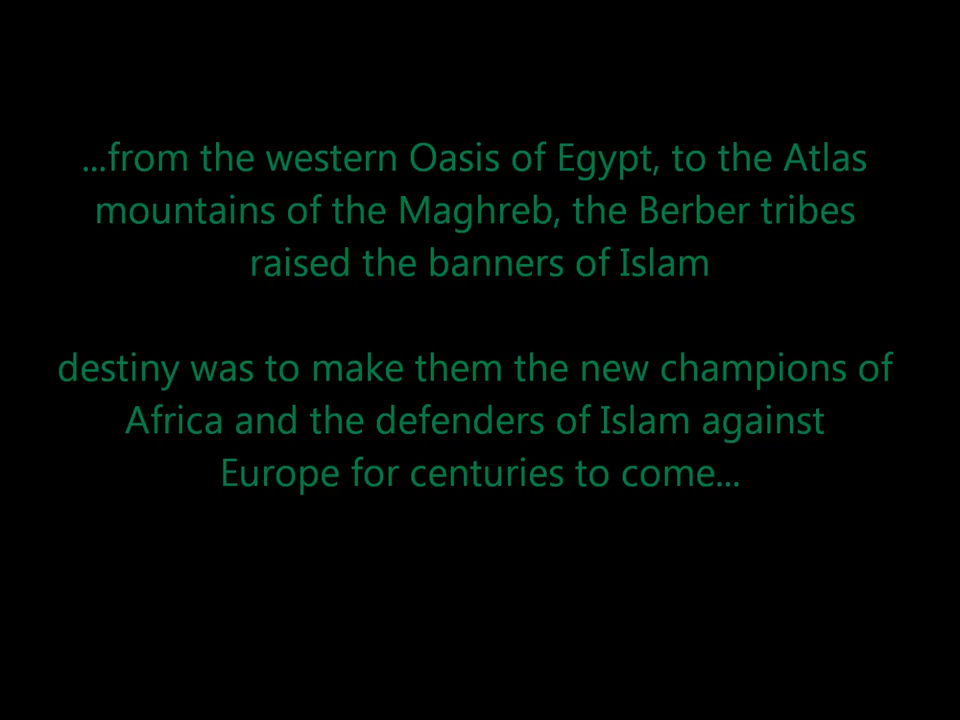 ...from the western Oasis of Egypt, to the Atlas
mountains of the Maghreb, the Berber tribes
raised the banners of Islam
destiny was to make them the new champions of
Africa and the defenders of Islam against
Europe for centuries to come...